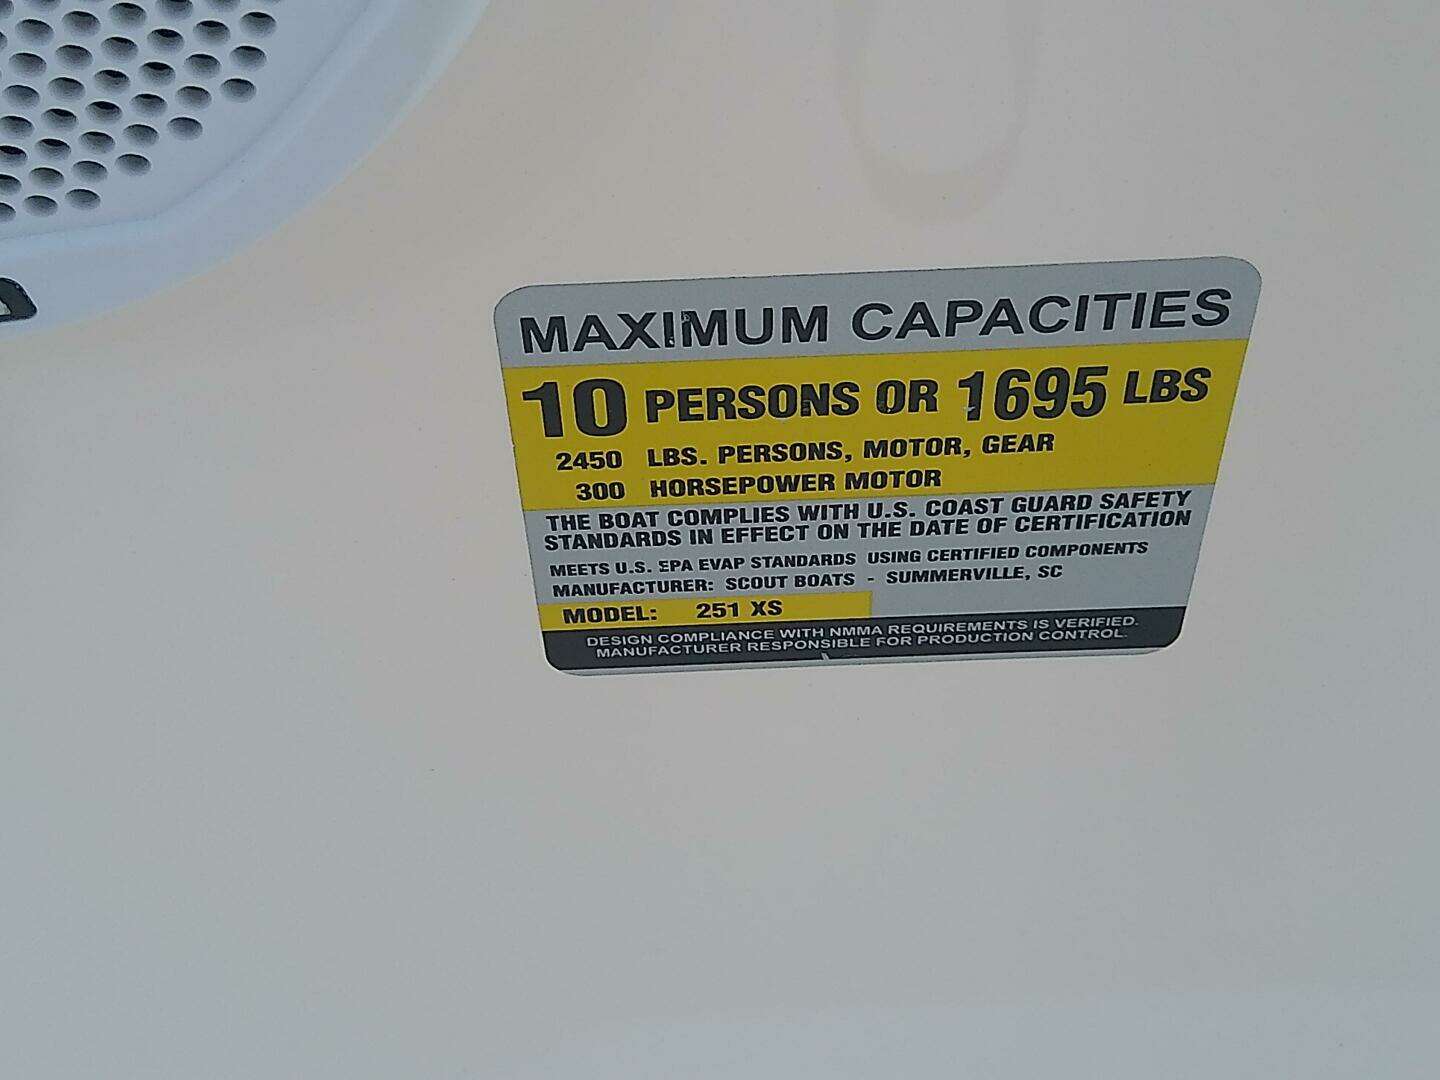 MAXIMUM CAPACITIES
10 PERSONS OR 1695 LBS
2450 LBS. PERSONS, MOTOR, GEAR
300 HORSEPOWER MOTOR
THE BOAT COMPLIES WITH U.S. COAST GUARD SAFETY
STANDARDS IN EFFECT ON THE DATE OF CERTIFICATION
MEETS U.S. EPA EVAP STANDARDS USING CERTIFIED COMPONENTS
MANUFACTURER: SCOUT BOATS - SUMMERVILLE, SC
MODEL: 251 XS
DESIGN COMPLIANCE WITH NMMA REQUIREMENTS IS VERIFIED.
MANUFACTURER RESPONSIBLE FOR PRODUCTION CONTROL.